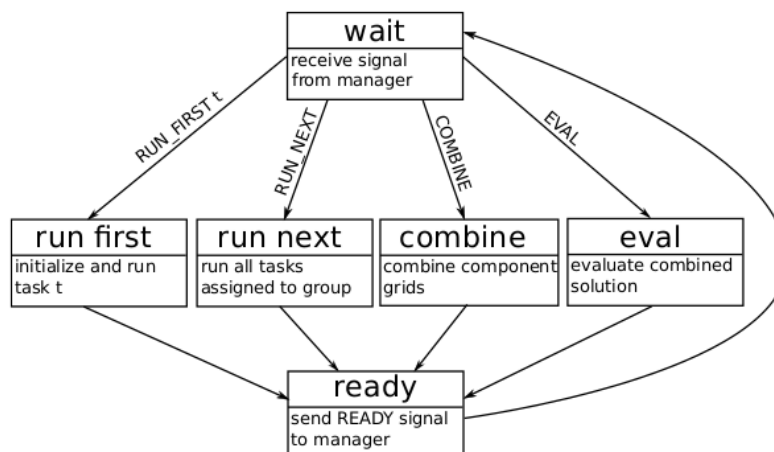 wait
receive signal
from manager
RUN_FIRST t
RUN_NEXT
COMBINE
EVAL
run first
initialize and run
task t
run next
run all tasks
assigned to group
combine
combine component
grids
eval
evaluate combined
solution
ready
send READY signal
to manager